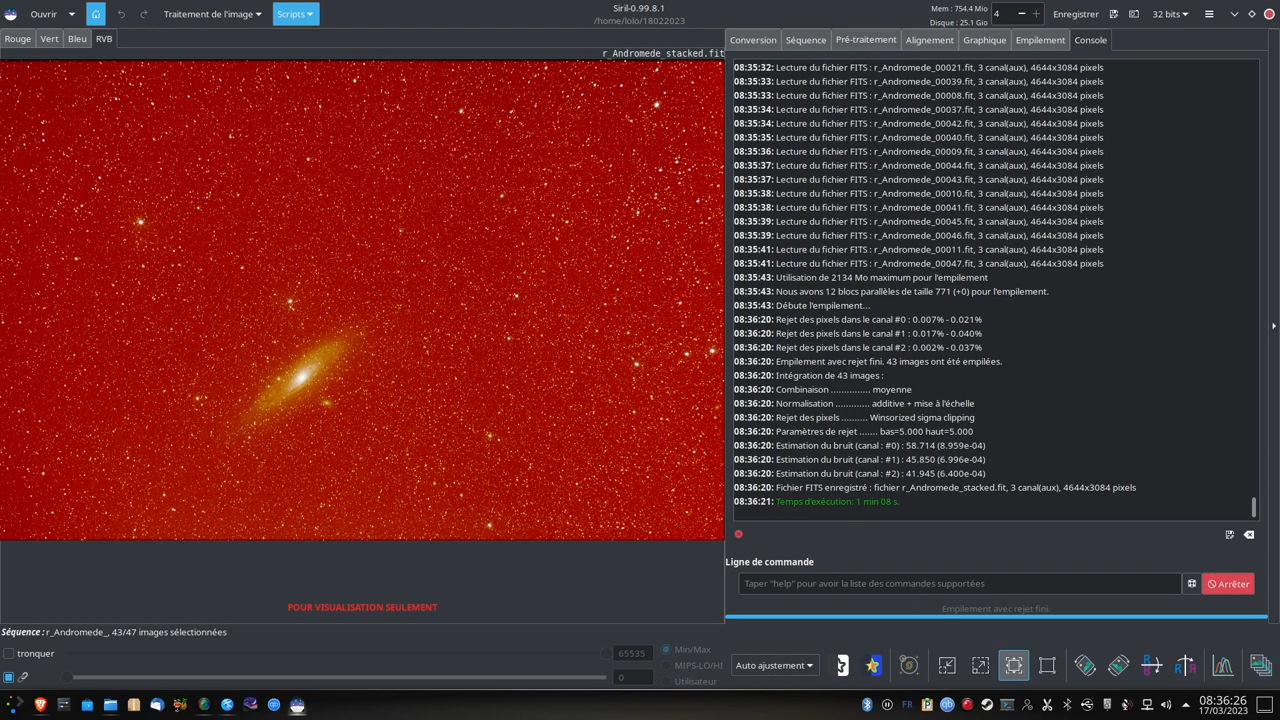 Siril-0.99.8.1
/home/lolo/18022023
Ouvrir
Traitement de l'image
Scripts
Mem : 754.4 Mio
Disque : 25.1 Gio
4
Enregistrer
32 bits
Rouge Vert Bleu RVB
r_Andromede_stacked.fit
Conversion Séquence Pré-traitement Alignement Graphique Empilement Console
08:35:32: Lecture du fichier FITS : r_Andromede_00021.fit, 3 canal(aux), 4644x3084 pixels
08:35:33: Lecture du fichier FITS : r_Andromede_00039.fit, 3 canal(aux), 4644x3084 pixels
08:35:33: Lecture du fichier FITS : r_Andromede_00008.fit, 3 canal(aux), 4644x3084 pixels
08:35:34: Lecture du fichier FITS : r_Andromede_00037.fit, 3 canal(aux), 4644x3084 pixels
08:35:34: Lecture du fichier FITS : r_Andromede_00042.fit, 3 canal(aux), 4644x3084 pixels
08:35:35: Lecture du fichier FITS : r_Andromede_00040.fit, 3 canal(aux), 4644x3084 pixels
08:35:36: Lecture du fichier FITS : r_Andromede_00009.fit, 3 canal(aux), 4644x3084 pixels
08:35:37: Lecture du fichier FITS : r_Andromede_00044.fit, 3 canal(aux), 4644x3084 pixels
08:35:37: Lecture du fichier FITS : r_Andromede_00043.fit, 3 canal(aux), 4644x3084 pixels
08:35:38: Lecture du fichier FITS : r_Andromede_00010.fit, 3 canal(aux), 4644x3084 pixels
08:35:38: Lecture du fichier FITS : r_Andromede_00041.fit, 3 canal(aux), 4644x3084 pixels
08:35:39: Lecture du fichier FITS : r_Andromede_00045.fit, 3 canal(aux), 4644x3084 pixels
08:35:39: Lecture du fichier FITS : r_Andromede_00046.fit, 3 canal(aux), 4644x3084 pixels
08:35:41: Lecture du fichier FITS : r_Andromede_00011.fit, 3 canal(aux), 4644x3084 pixels
08:35:41: Lecture du fichier FITS : r_Andromede_00047.fit, 3 canal(aux), 4644x3084 pixels
08:35:43: Utilisation de 2134 Mo maximum pour l'empilement
08:35:43: Nous avons 12 blocs parallèles de taille 771 (+0) pour l'empilement.
08:35:43: Débute l'empilement...
08:36:20: Rejet des pixels dans le canal #0 : 0.007% - 0.021%
08:36:20: Rejet des pixels dans le canal #1 : 0.017% - 0.040%
08:36:20: Rejet des pixels dans le canal #2 : 0.002% - 0.037%
08:36:20: Empilement avec rejet fini. 43 images ont été empilées.
08:36:20: Intégration de 43 images :
08:36:20: Combinaison ............... moyenne
08:36:20: Normalisation ............. additive + mise à l'échelle
08:36:20: Rejet des pixels .......... Winsorized sigma clipping
08:36:20: Paramètres de rejet ....... bas=5.000 haut=5.000
08:36:20: Estimation du bruit (canal : #0) : 58.714 (8.959e-04)
08:36:20: Estimation du bruit (canal : #1) : 45.850 (6.996e-04)
08:36:20: Estimation du bruit (canal : #2) : 41.945 (6.400e-04)
08:36:20: Fichier FITS enregistré : fichier r_Andromede_stacked.fit, 3 canal(aux), 4644x3084 pixels
08:36:21: Temps d'exécution: 1 min 08 s.
Ligne de commande
Taper "help" pour avoir la liste des commandes supportées
Arrêter
Empilement avec rejet fini.
POUR VISUALISATION SEULEMENT
Séquence : r_Andromede_, 43/47 images sélectionnées
tronquer
65535
0
Min/Max
MIPS-LO/HI
Utilisateur
Auto ajustement
FR
08:36:26
17/03/2023